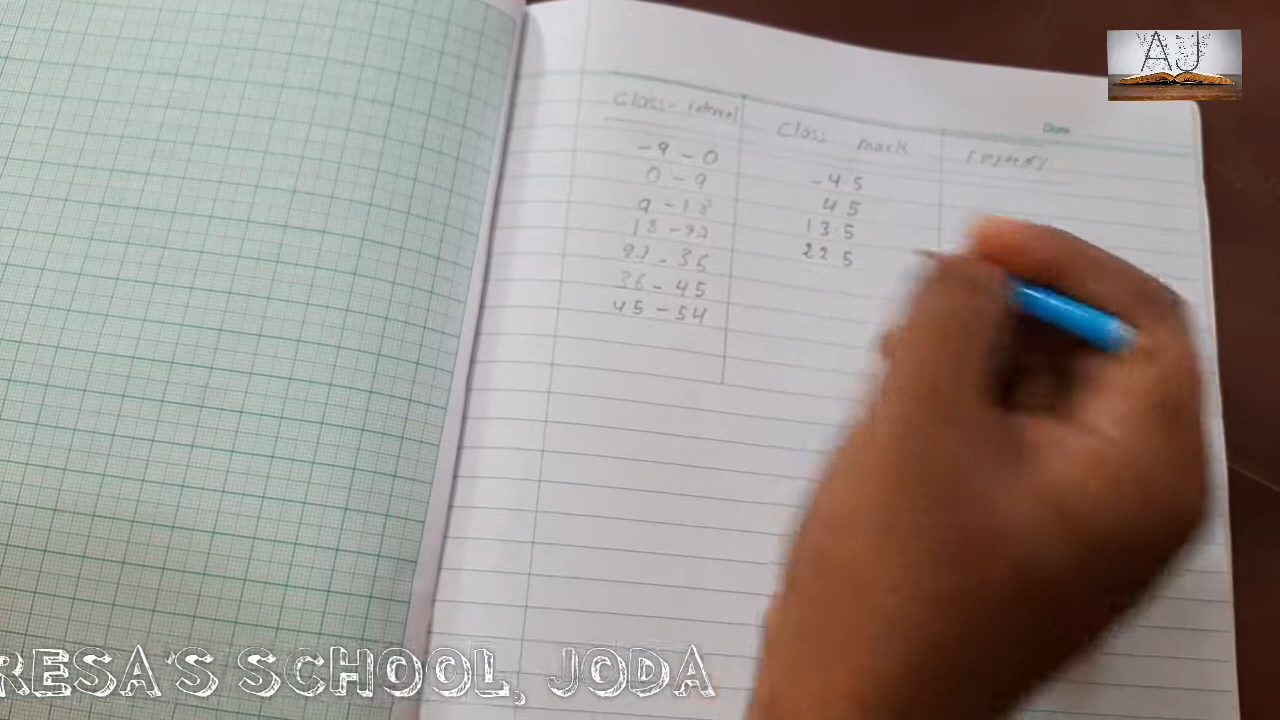 AJ
Date
Class-interval Class mark Frequency
-9 - 0 -4.5
0 - 9 4.5
9 - 18 13.5
18 - 27 22.5
27 - 36
36 - 45
45 - 54
RESA'S SCHOOL, JODA